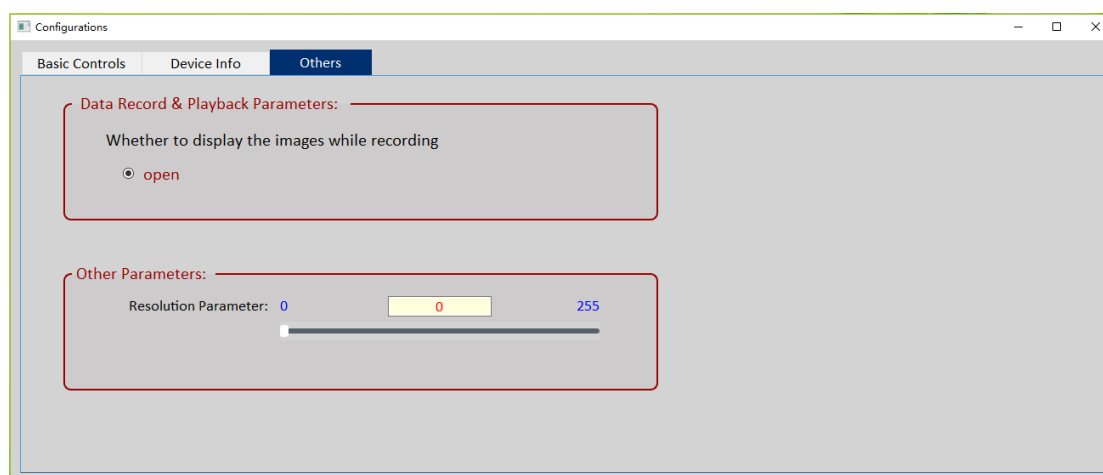 Configurations
Basic Controls Device Info Others
Data Record & Playback Parameters:
Whether to display the images while recording
open
Other Parameters:
Resolution Parameter: 0 0 255